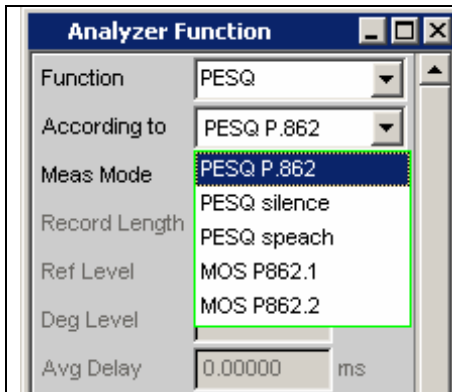 Analyzer Function
Function PESQ
According to PESQ P.862
Meas Mode PESQ P.862
PESQ silence
Record Length PESQ speach
Ref Level MOS P862.1
MOS P862.2
Deg Level
Avg Delay 0.00000 ms